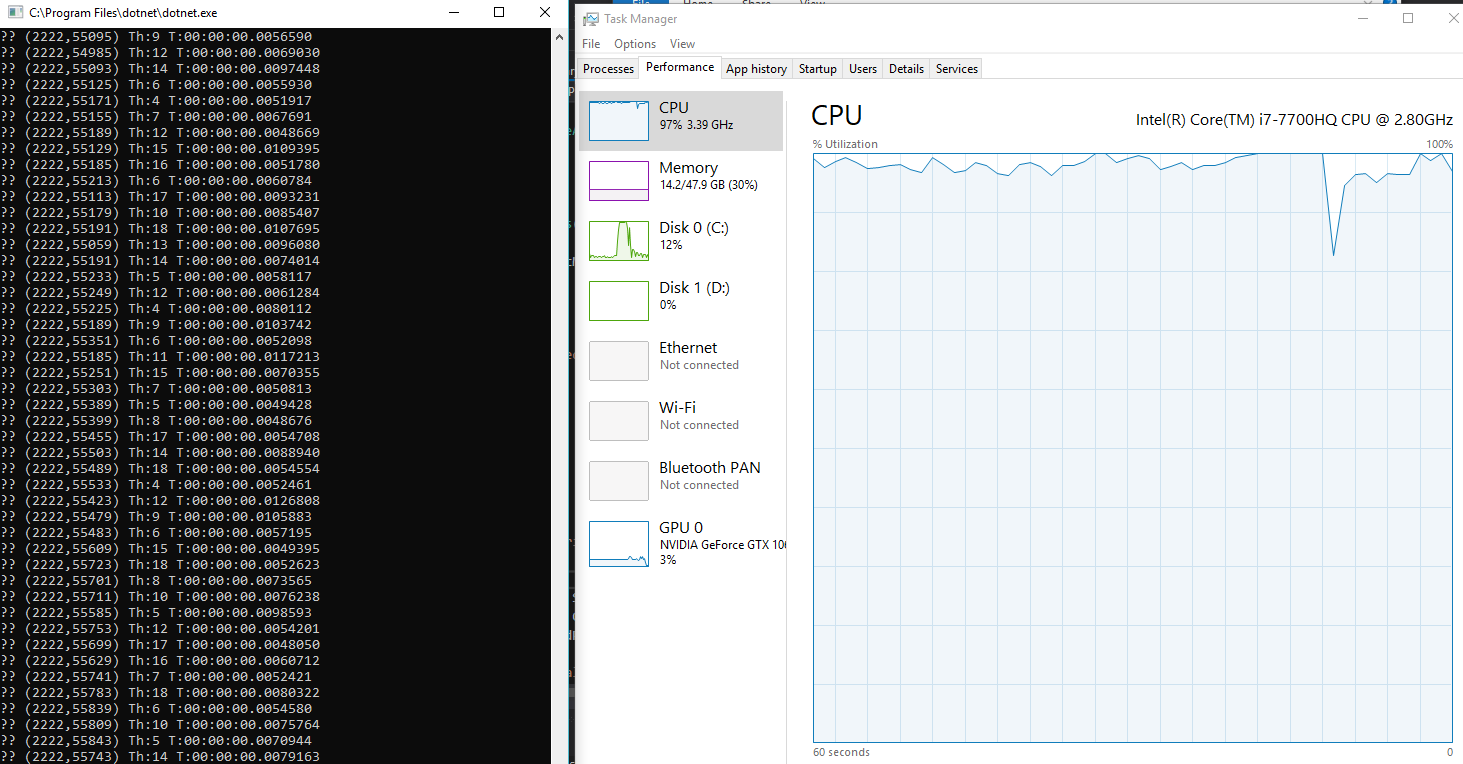 C:\Program Files\dotnet\dotnet.exe
?? (2222,55095) Th:9 T:00:00:00.0056590
?? (2222,54985) Th:12 T:00:00:00.0069030
?? (2222,55093) Th:14 T:00:00:00.0097448
?? (2222,55125) Th:6 T:00:00:00.0055930
?? (2222,55171) Th:4 T:00:00:00.0051917
?? (2222,55155) Th:7 T:00:00:00.0067691
?? (2222,55189) Th:12 T:00:00:00.0048669
?? (2222,55129) Th:15 T:00:00:00.0109395
?? (2222,55185) Th:16 T:00:00:00.0051780
?? (2222,55213) Th:6 T:00:00:00.0060784
?? (2222,55113) Th:17 T:00:00:00.0093231
?? (2222,55179) Th:10 T:00:00:00.0085407
?? (2222,55191) Th:18 T:00:00:00.0107695
?? (2222,55059) Th:13 T:00:00:00.0096080
?? (2222,55191) Th:14 T:00:00:00.0074014
?? (2222,55233) Th:5 T:00:00:00.0058117
?? (2222,55249) Th:12 T:00:00:00.0061284
?? (2222,55225) Th:4 T:00:00:00.0080112
?? (2222,55189) Th:9 T:00:00:00.0103742
?? (2222,55351) Th:6 T:00:00:00.0052098
?? (2222,55185) Th:11 T:00:00:00.0117213
?? (2222,55251) Th:15 T:00:00:00.0070355
?? (2222,55303) Th:7 T:00:00:00.0050813
?? (2222,55389) Th:5 T:00:00:00.0049428
?? (2222,55399) Th:8 T:00:00:00.0048676
?? (2222,55455) Th:17 T:00:00:00.0054708
?? (2222,55503) Th:14 T:00:00:00.0088940
?? (2222,55489) Th:18 T:00:00:00.0054554
?? (2222,55533) Th:4 T:00:00:00.0052461
?? (2222,55423) Th:12 T:00:00:00.0126808
?? (2222,55479) Th:9 T:00:00:00.0105883
?? (2222,55483) Th:6 T:00:00:00.0057195
?? (2222,55609) Th:15 T:00:00:00.0049395
?? (2222,55723) Th:18 T:00:00:00.0052623
?? (2222,55701) Th:8 T:00:00:00.0073565
?? (2222,55711) Th:10 T:00:00:00.0076238
?? (2222,55585) Th:5 T:00:00:00.0098593
?? (2222,55753) Th:12 T:00:00:00.0054201
?? (2222,55699) Th:17 T:00:00:00.0048050
?? (2222,55629) Th:16 T:00:00:00.0060712
?? (2222,55741) Th:7 T:00:00:00.0052421
?? (2222,55783) Th:18 T:00:00:00.0080322
?? (2222,55839) Th:6 T:00:00:00.0054580
?? (2222,55809) Th:10 T:00:00:00.0075764
?? (2222,55843) Th:5 T:00:00:00.0070944
?? (2222,55743) Th:14 T:00:00:00.0079163
Task Manager
File Options View
Processes Performance App history Startup Users Details Services
CPU
97% 3.39 GHz
Memory
14.2/47.9 GB (30%)
Disk 0 (C:)
12%
Disk 1 (D:)
0%
Ethernet
Not connected
Wi-Fi
Not connected
Bluetooth PAN
Not connected
GPU 0
NVIDIA GeForce GTX
3%
CPU
Intel(R) Core(TM) i7-7700HQ CPU @ 2.80GHz
% Utilization 100%
60 seconds 0